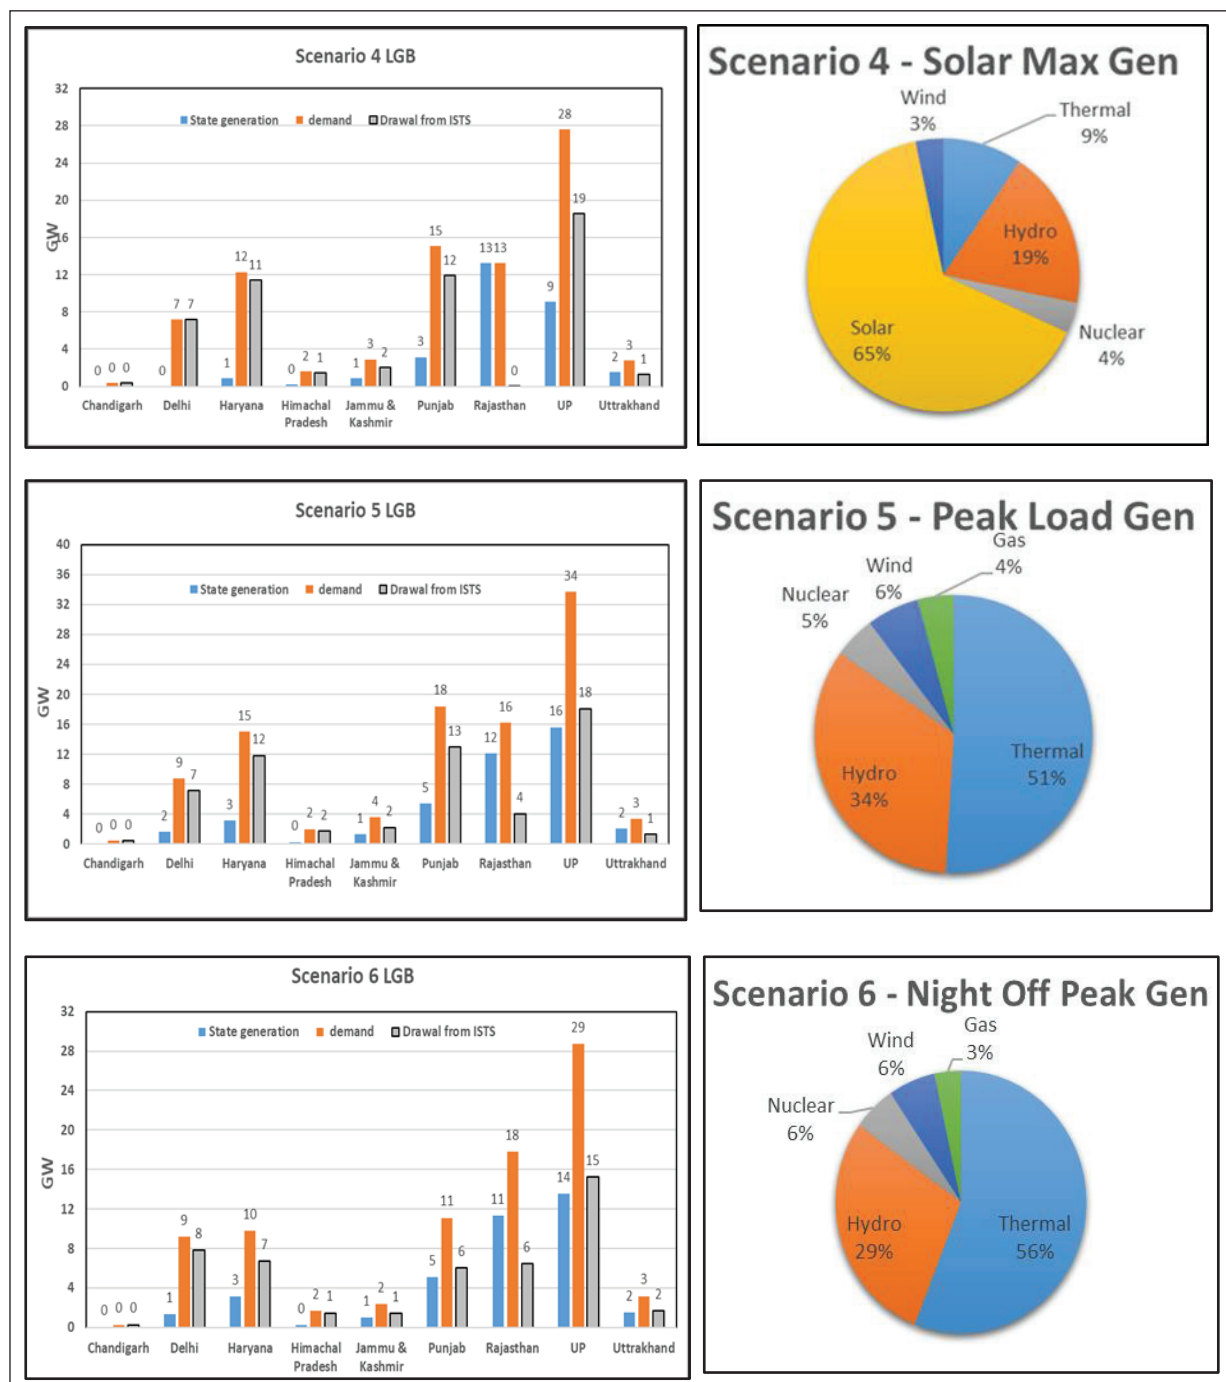 Scenario 4 LGB
State generation demand Drawal from ISTS
GW
32
28
24
20
16
12
8
4
0
0 0 0
0 7 7
1 12 11
0 2 1
1 3 2
3 15 12
13 13 0
9 28 19
2 3 1
Chandigarh Delhi Haryana Himachal Jammu & Punjab Rajasthan UP Uttrakhand
Pradesh Kashmir
Scenario 4 - Solar Max Gen
Wind
3%
Thermal
9%
Hydro
19%
Nuclear
4%
Solar
65%
Scenario 5 LGB
State generation demand Drawal from ISTS
GW
40
36
32
28
24
20
16
12
8
4
0
0 0 0
2 9 7
3 15 12
0 2 2
1 4 2
5 18 13
12 16 4
16 34 18
2 3 1
Chandigarh Delhi Haryana Himachal Jammu & Punjab Rajasthan UP Uttrakhand
Pradesh Kashmir
Scenario 5 - Peak Load Gen
Gas
4%
Wind
6%
Nuclear
5%
Hydro
34%
Thermal
51%
Scenario 6 LGB
State generation demand Drawal from ISTS
GW
32
28
24
20
16
12
8
4
0
0 0 0
1 9 8
3 10 7
0 2 1
1 2 1
5 11 6
11 18 6
14 29 15
2 3 2
Chandigarh Delhi Haryana Himachal Jammu & Punjab Rajasthan UP Uttrakhand
Pradesh Kashmir
Scenario 6 - Night Off Peak Gen
Gas
3%
Wind
6%
Nuclear
6%
Hydro
29%
Thermal
56%